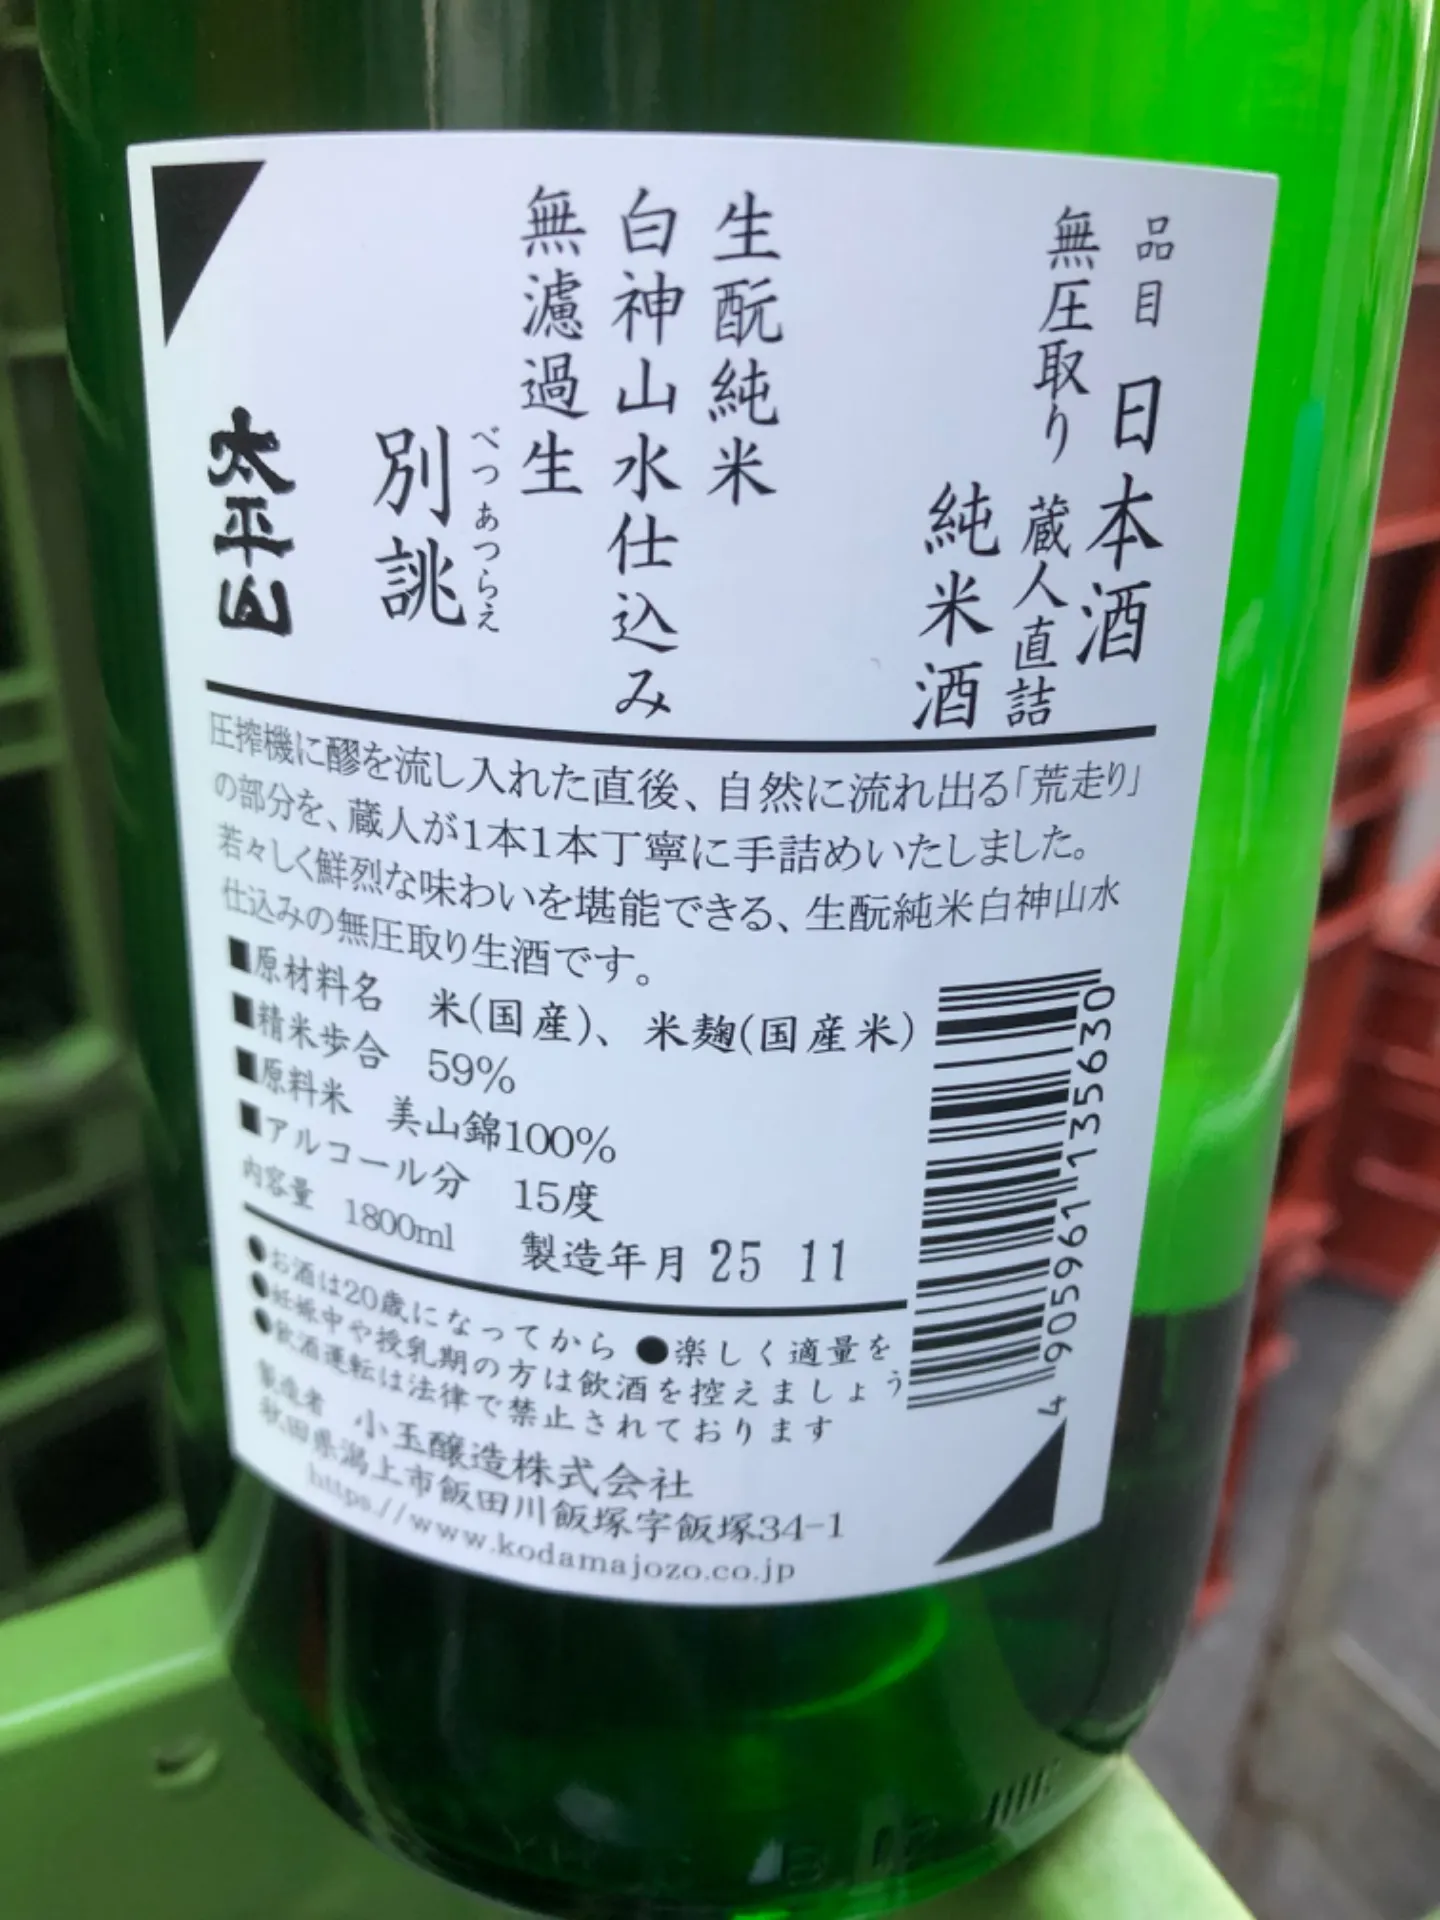 品目 日本酒
無圧取り 蔵人直詰
純米酒
生酛純米
白神山水仕込み
無濾過生
べつあつらえ
別誂
太平山
圧搾機に醪を流し入れた直後、自然に流れ出る「荒走り」
の部分を、蔵人が1本1本丁寧に手詰めいたしました。
若々しく鮮烈な味わいを堪能できる、生酛純米白神山水
仕込みの無圧取り生酒です。
■原材料名 米(国産)、米麹(国産米)
■精米歩合 59%
■原料米 美山錦100%
■アルコール分 15度
内容量 1800ml 製造年月 25 11
●お酒は20歳になってから ●楽しく適量を
●妊娠中や授乳期の方は飲酒を控えましょう
●飲酒運転は法律で禁止されております
製造者 小玉醸造株式会社
秋田県潟上市飯田川飯塚字飯塚34-1
https://www.kodamajozo.co.jp
4 905961 135630